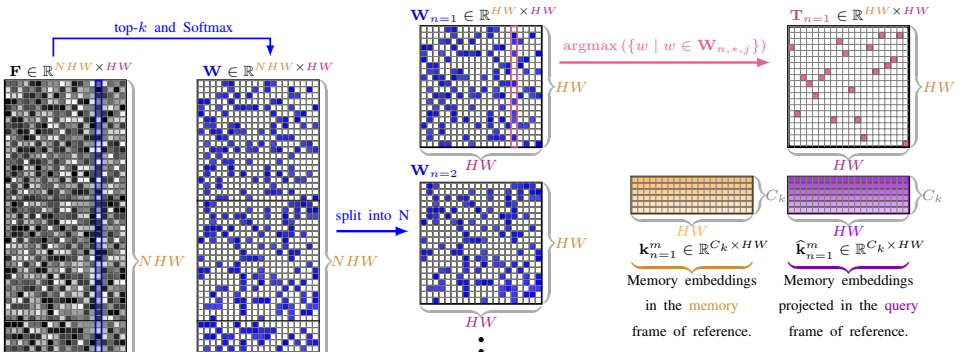 top-k and Softmax
F ∈ ℝ^{NHW×HW}
W ∈ ℝ^{NHW×HW}
NHW
NHW
split into N
W_{n=1} ∈ ℝ^{HW×HW}
HW
HW
W_{n=2}
HW
HW
argmax ({w | w ∈ W_{n,*,j}})
T_{n=1} ∈ ℝ^{HW×HW}
HW
HW
C_k
HW
k^m_{n=1} ∈ ℝ^{C_k×HW}
Memory embeddings
in the memory
frame of reference.
C_k
HW
k̂^m_{n=1} ∈ ℝ^{C_k×HW}
Memory embeddings
projected in the query
frame of reference.